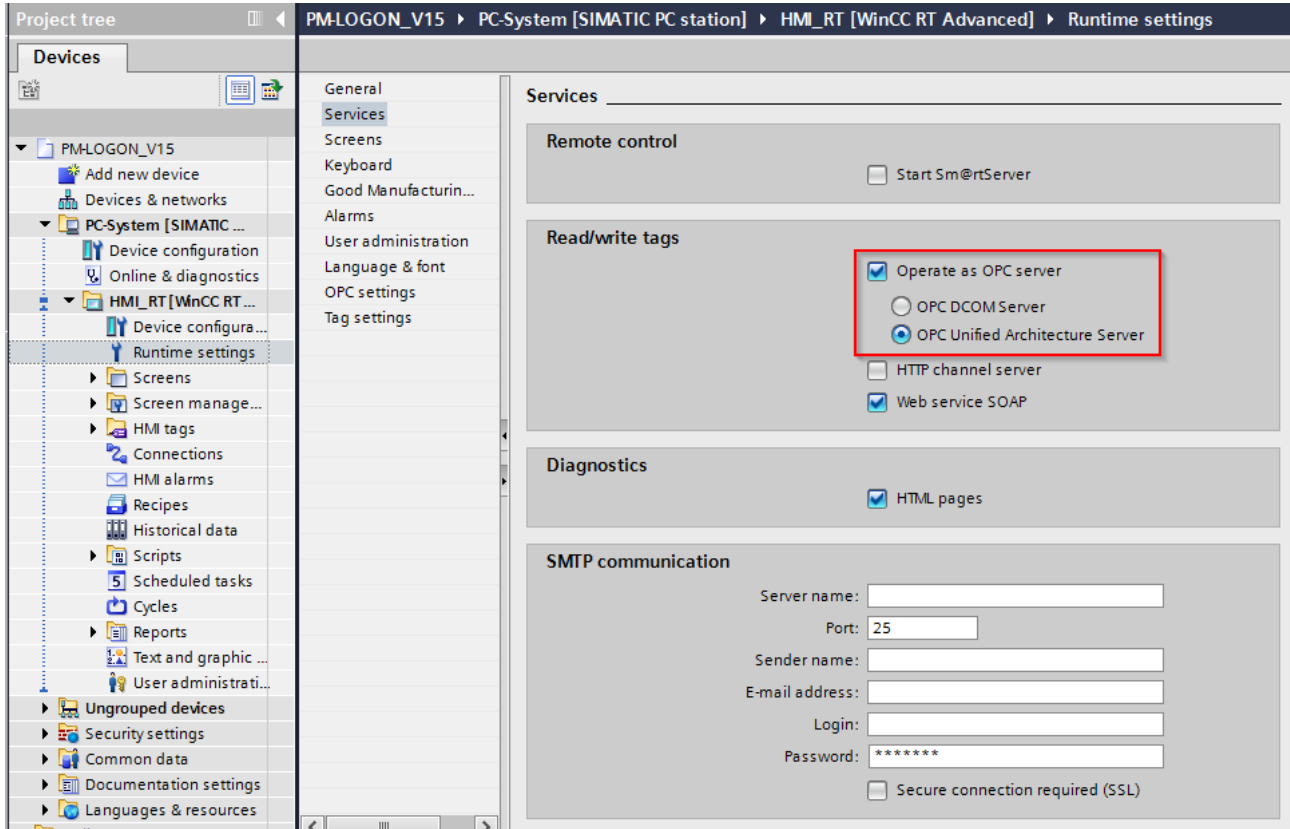 Project tree
Devices
PM-LOGON_V15
Add new device
Devices & networks
PC-System [SIMATIC ...
Device configuration
Online & diagnostics
HMI_RT [WinCC RT ...
Device configura...
Runtime settings
Screens
Screen manage...
HMI tags
Connections
HMI alarms
Recipes
Historical data
Scripts
5 Scheduled tasks
Cycles
Reports
Text and graphic ...
User administrati...
Ungrouped devices
Security settings
Common data
Documentation settings
Languages & resources
PM-LOGON_V15 ▸ PC-System [SIMATIC PC station] ▸ HMI_RT [WinCC RT Advanced] ▸ Runtime settings
General
Services
Screens
Keyboard
Good Manufacturin...
Alarms
User administration
Language & font
OPC settings
Tag settings
Services
Remote control
Start Sm@rtServer
Read/write tags
Operate as OPC server
OPC DCOM Server
OPC Unified Architecture Server
HTTP channel server
Web service SOAP
Diagnostics
HTML pages
SMTP communication
Server name:
Port: 25
Sender name:
E-mail address:
Login:
Password: *******
Secure connection required (SSL)